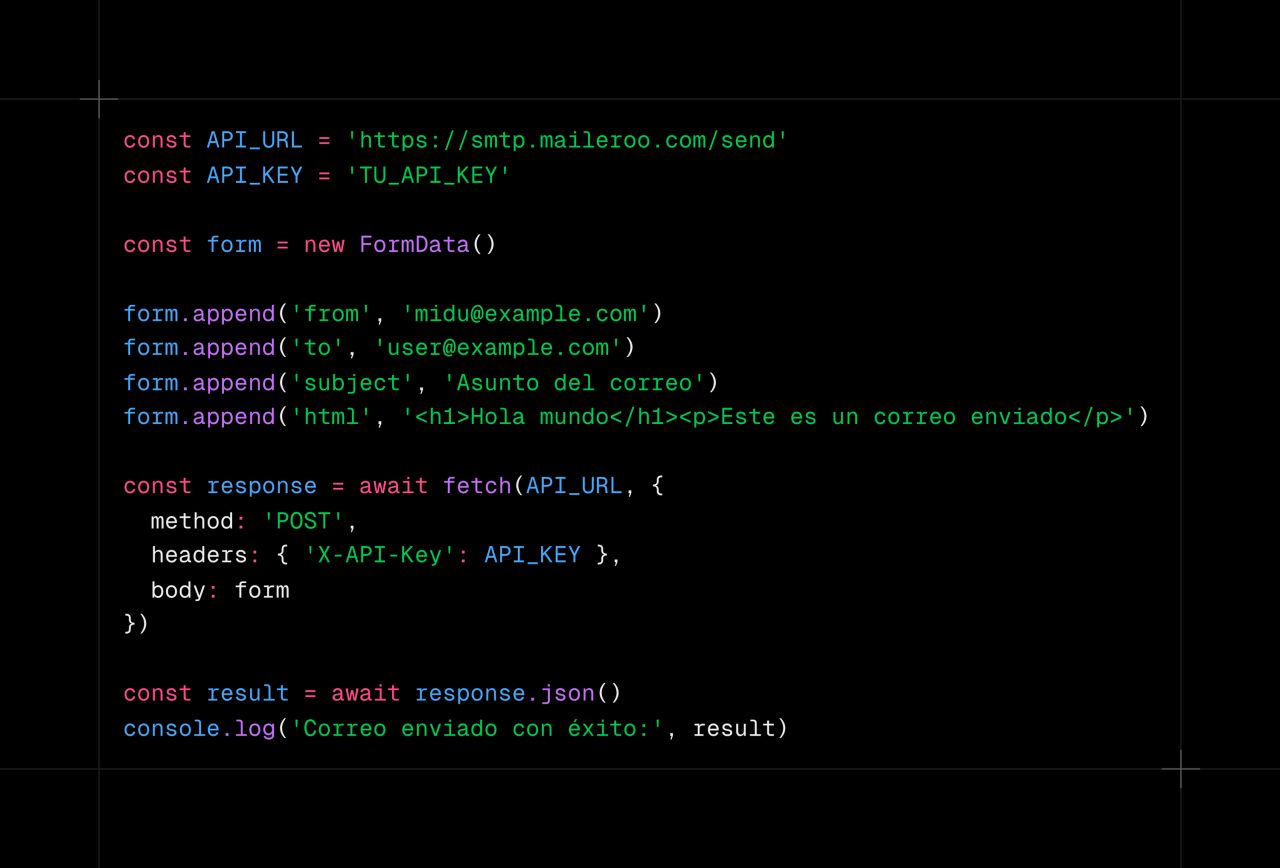 const API_URL = 'https://smtp.maileroo.com/send'
const API_KEY = 'TU_API_KEY'

const form = new FormData()

form.append('from', 'midu@example.com')
form.append('to', 'user@example.com')
form.append('subject', 'Asunto del correo')
form.append('html', '<h1>Hola mundo</h1><p>Este es un correo enviado</p>')

const response = await fetch(API_URL, {
  method: 'POST',
  headers: { 'X-API-Key': API_KEY },
  body: form
})

const result = await response.json()
console.log('Correo enviado con éxito:', result)